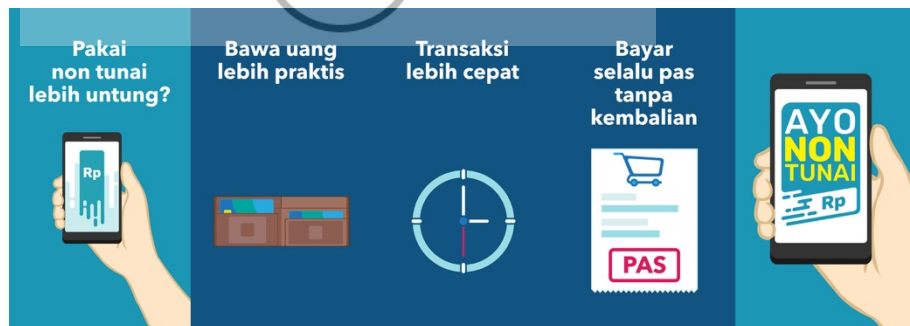 Pakai
non tunai
lebih untung?
Rp
Bawa uang
lebih praktis
Transaksi
lebih cepat
Bayar
selalu pas
tanpa
kembalian
PAS
AYO
NON
TUNAI
Rp